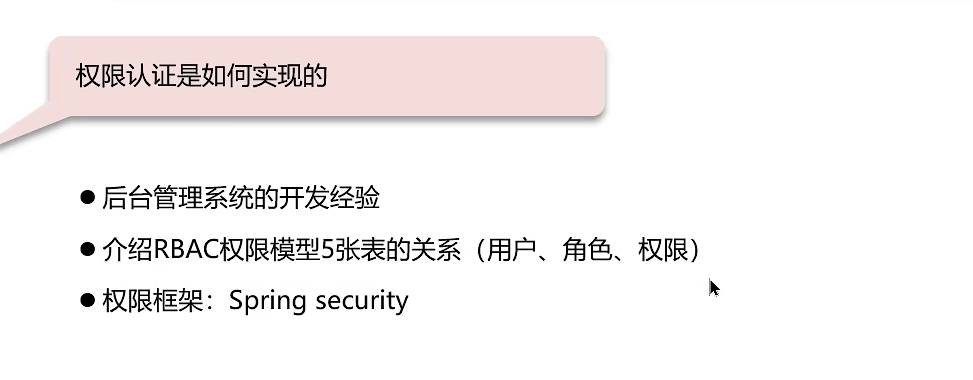 权限认证是如何实现的
● 后台管理系统的开发经验
● 介绍RBAC权限模型5张表的关系（用户、角色、权限）
● 权限框架：Spring security